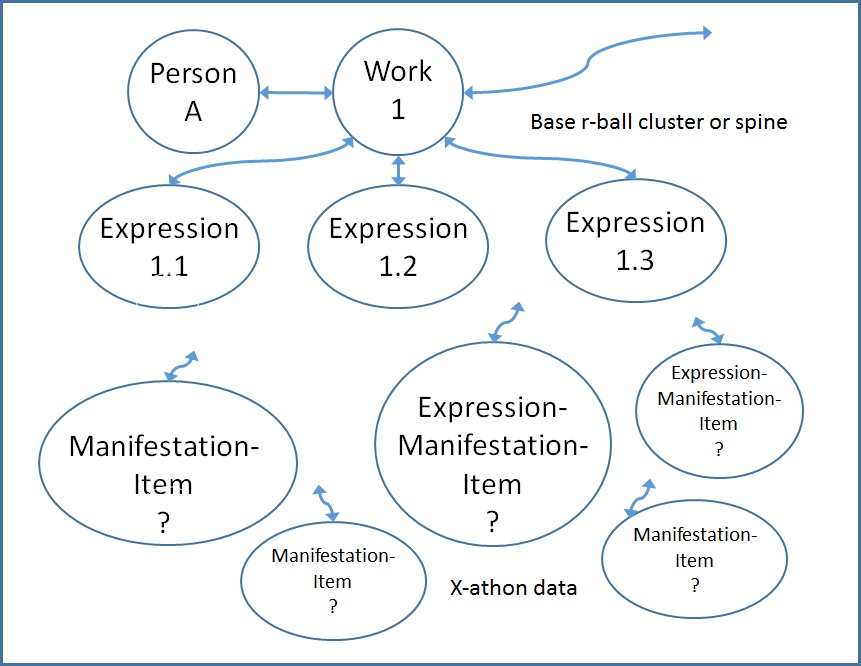 Person
A
Work
1
Base r-ball cluster or spine
Expression
1.1
Expression
1.2
Expression
1.3
Manifestation-
Item
?
Expression-
Manifestation-
Item
?
Expression-
Manifestation-
Item
?
Manifestation-
Item
?
Manifestation-
Item
?
X-athon data